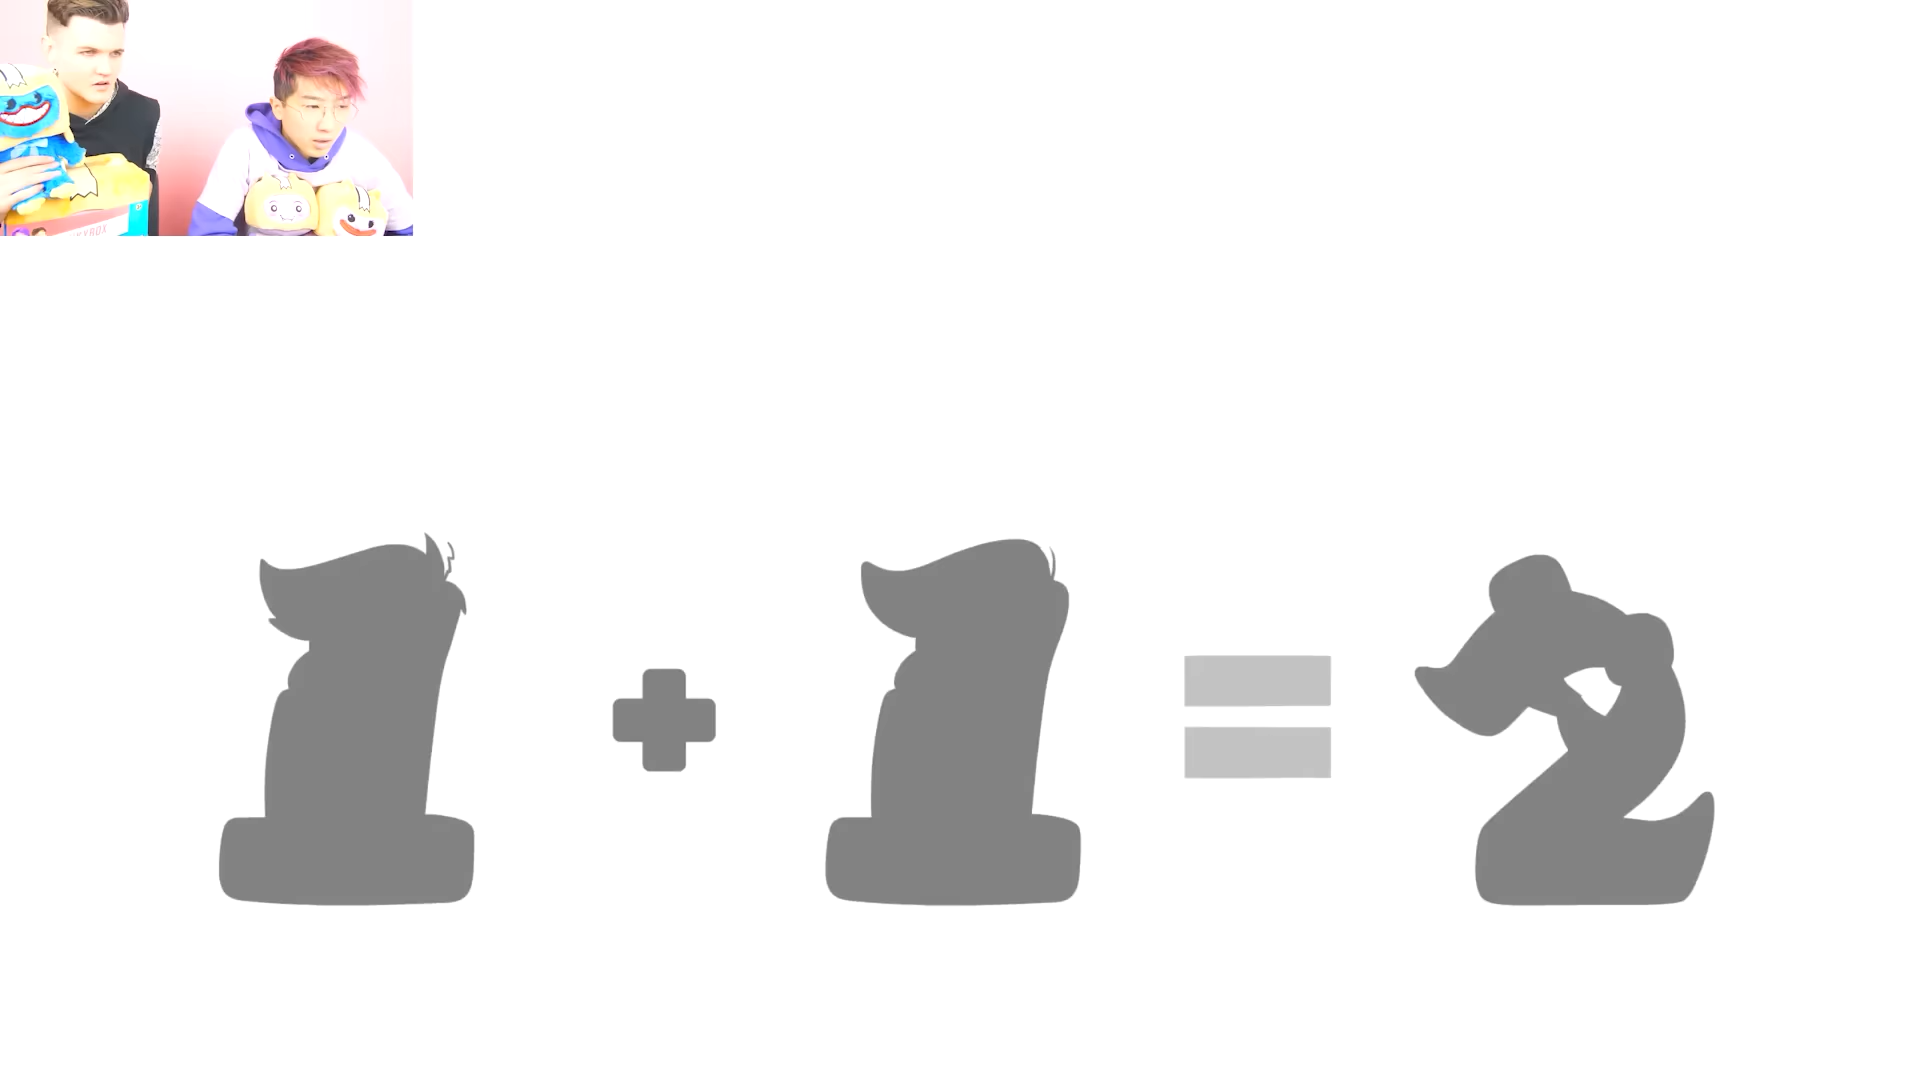 1 + 1 = 2